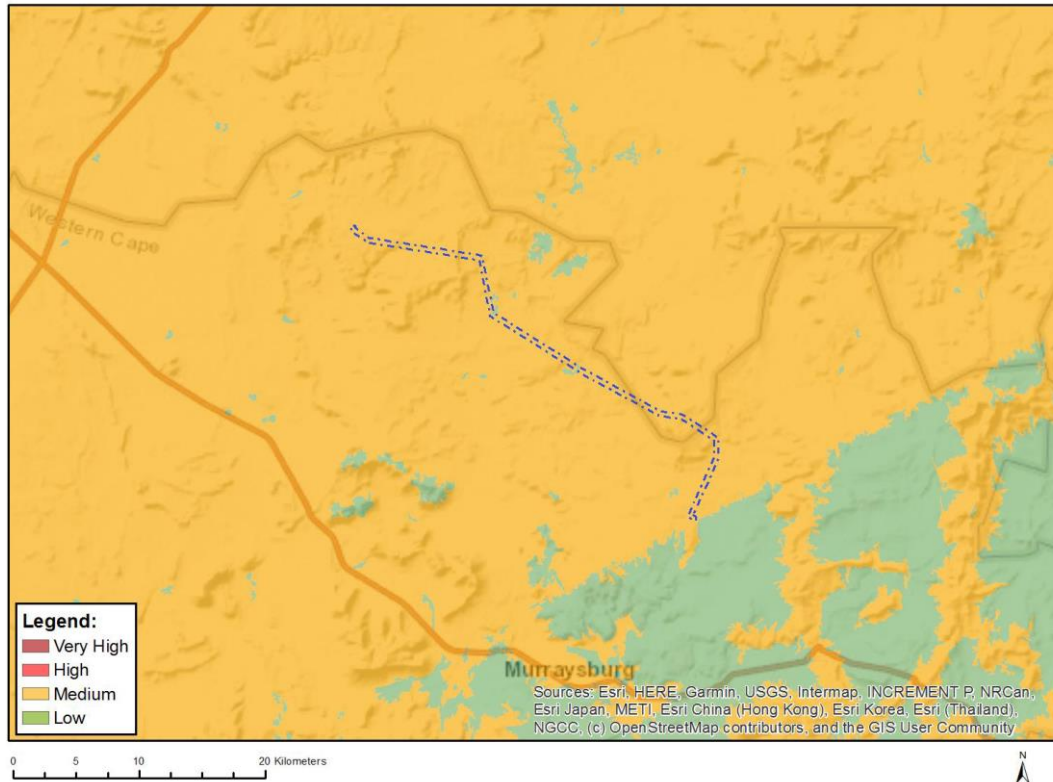 Western Cape
Legend:
Very High
High
Medium
Low
Murraysburg
Sources: Esri, HERE, Garmin, USGS, Intermap, INCREMENT P, NRCan,
Esri Japan, METI, Esri China (Hong Kong), Esri Korea, Esri (Thailand),
NGCC, (c) OpenStreetMap contributors, and the GIS User Community
0 5 10 20 Kilometers
N